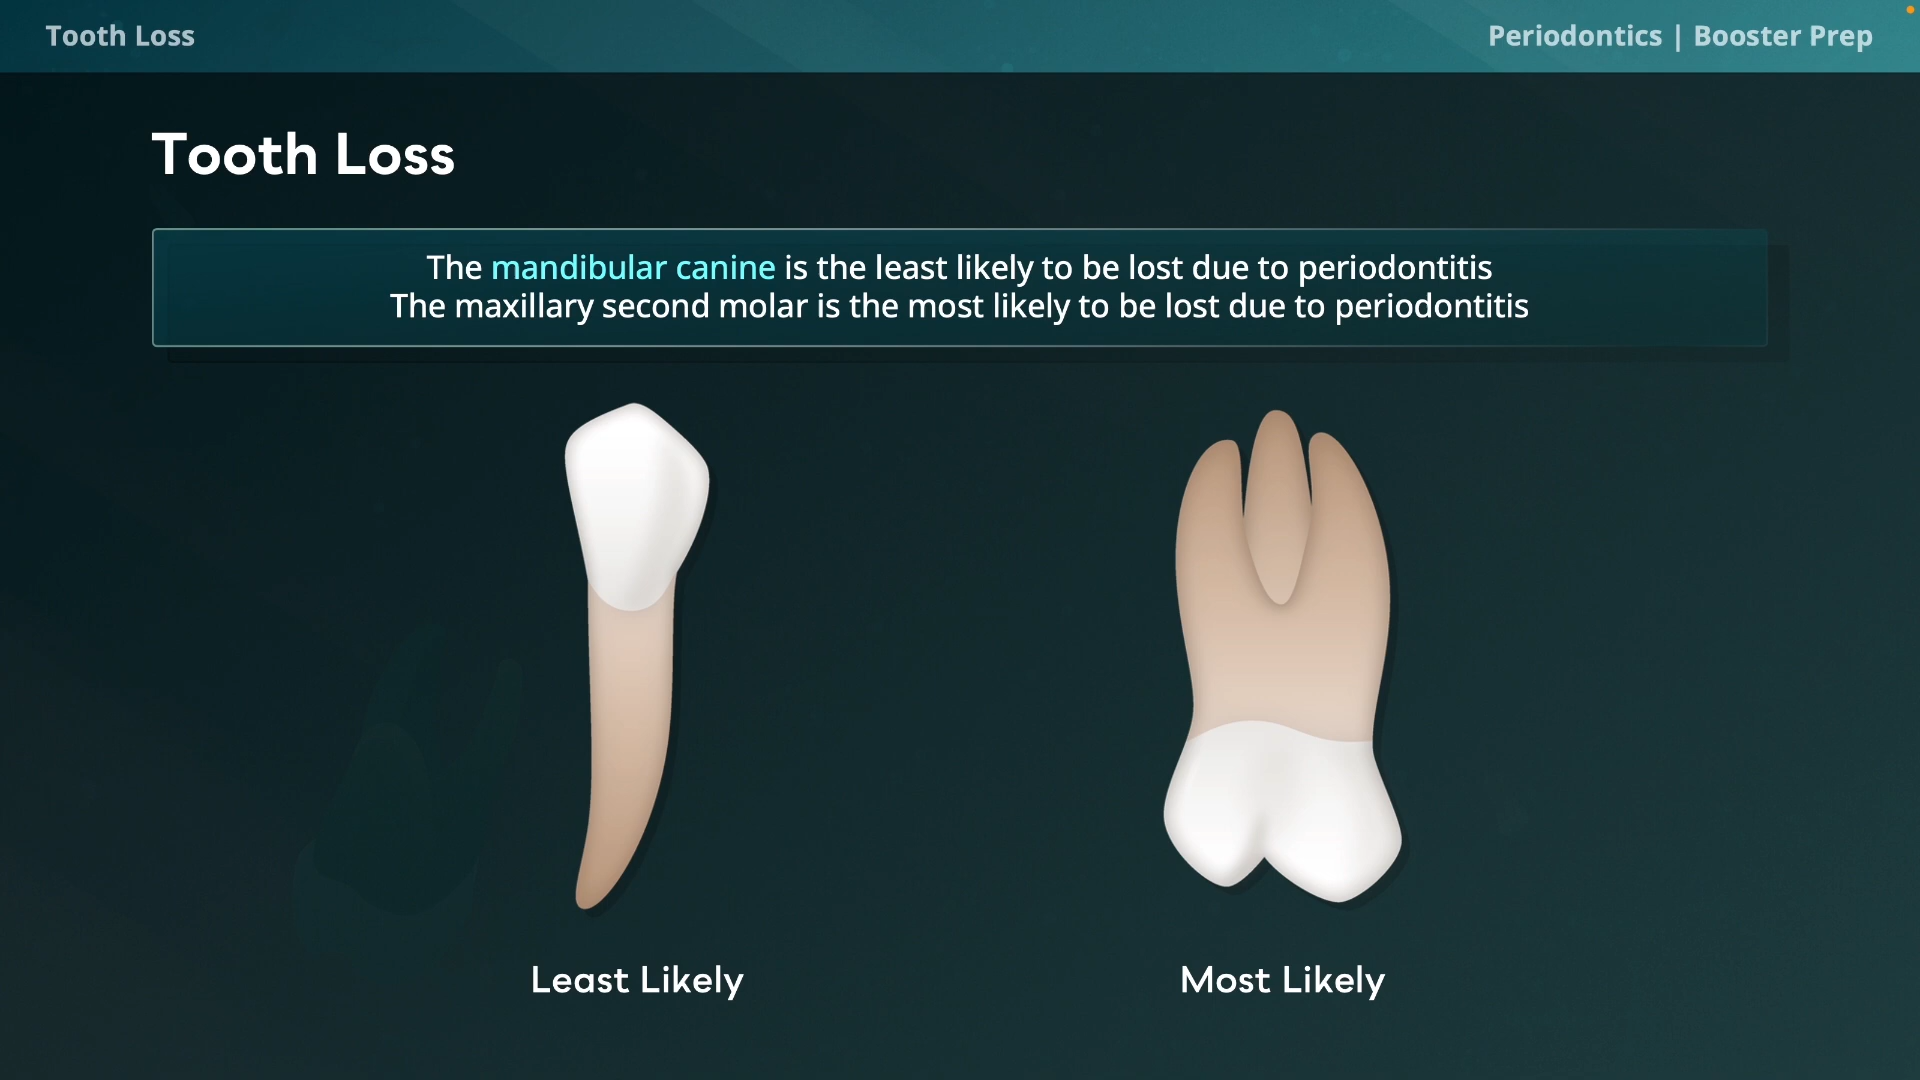 Tooth Loss
Periodontics | Booster Prep
Tooth Loss
The mandibular canine is the least likely to be lost due to periodontitis
The maxillary second molar is the most likely to be lost due to periodontitis
Least Likely
Most Likely